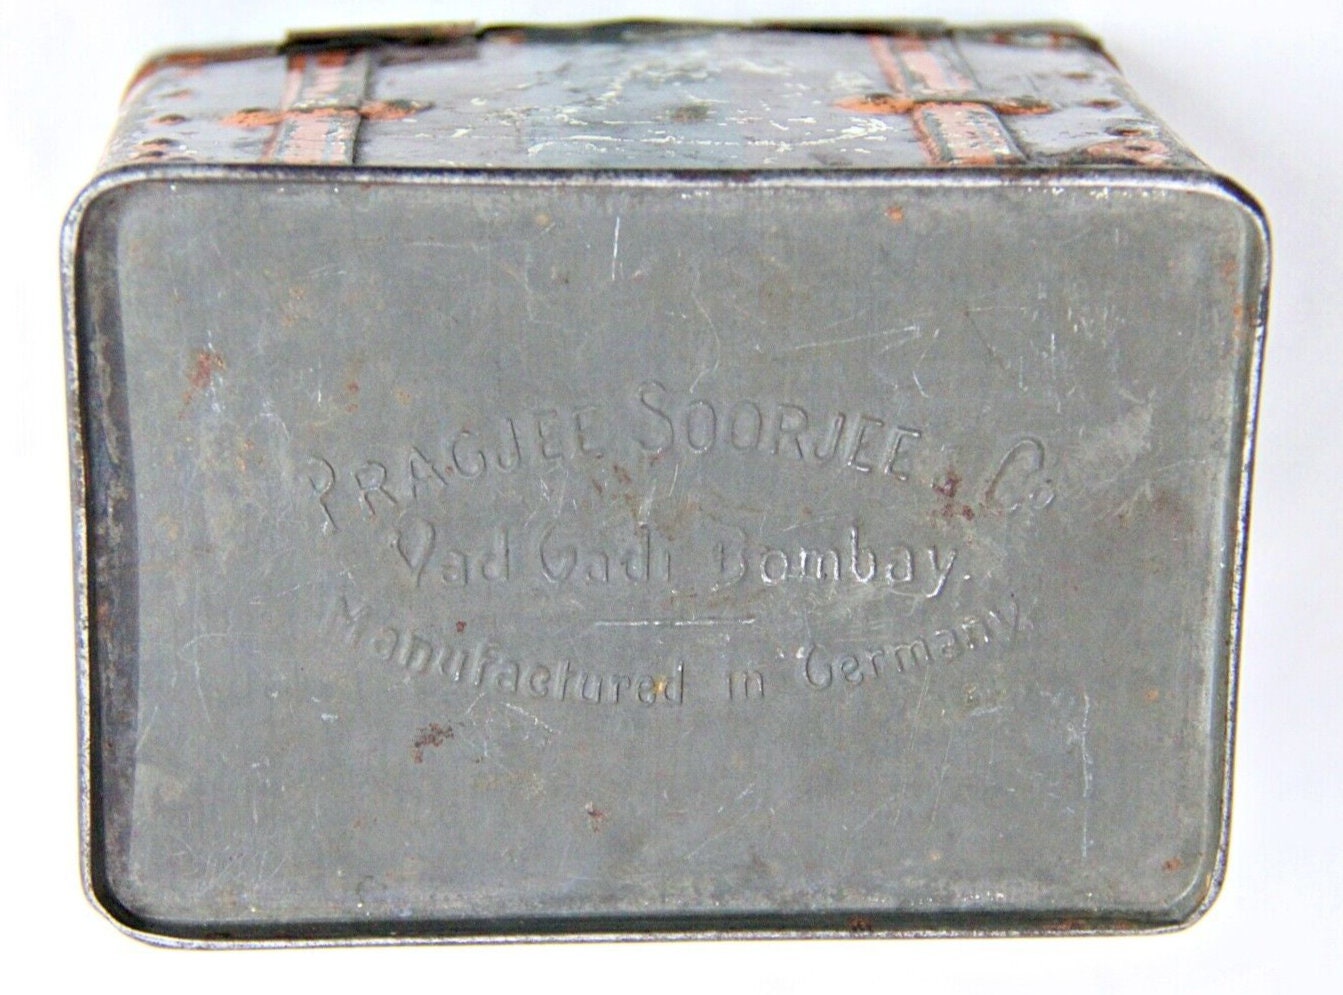 PRAGJEE SOORJEE & Co.
Vad Gadi Bombay.
Manufactured in Germany.